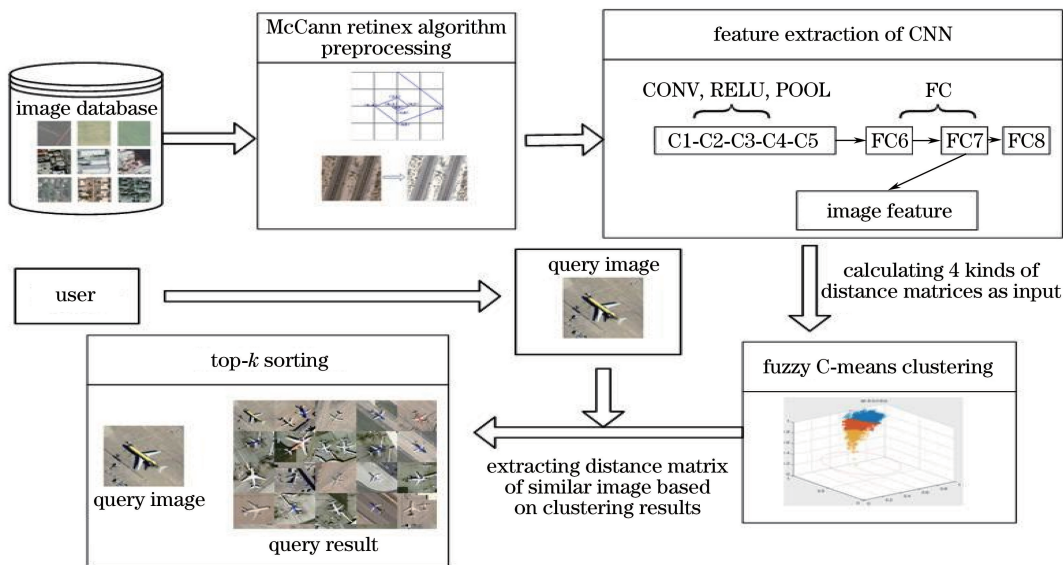 image database
McCann retinex algorithm
preprocessing
feature extraction of CNN
CONV, RELU, POOL
FC
C1-C2-C3-C4-C5
FC6
FC7
FC8
image feature
user
query image
calculating 4 kinds of
distance matrices as input
top-k sorting
query image
query result
extracting distance matrix
of similar image based
on clustering results
fuzzy C-means clustering